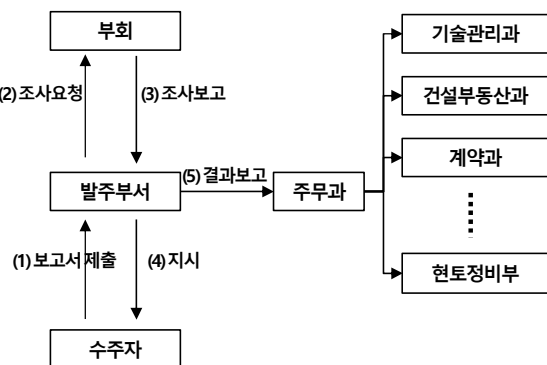 부회
기술관리과
(2) 조사요청
(3) 조사보고
건설부동산과
계약과
발주부서
(5) 결과보고
주무과
(1) 보고서 제출
(4) 지시
현토정비부
수주자